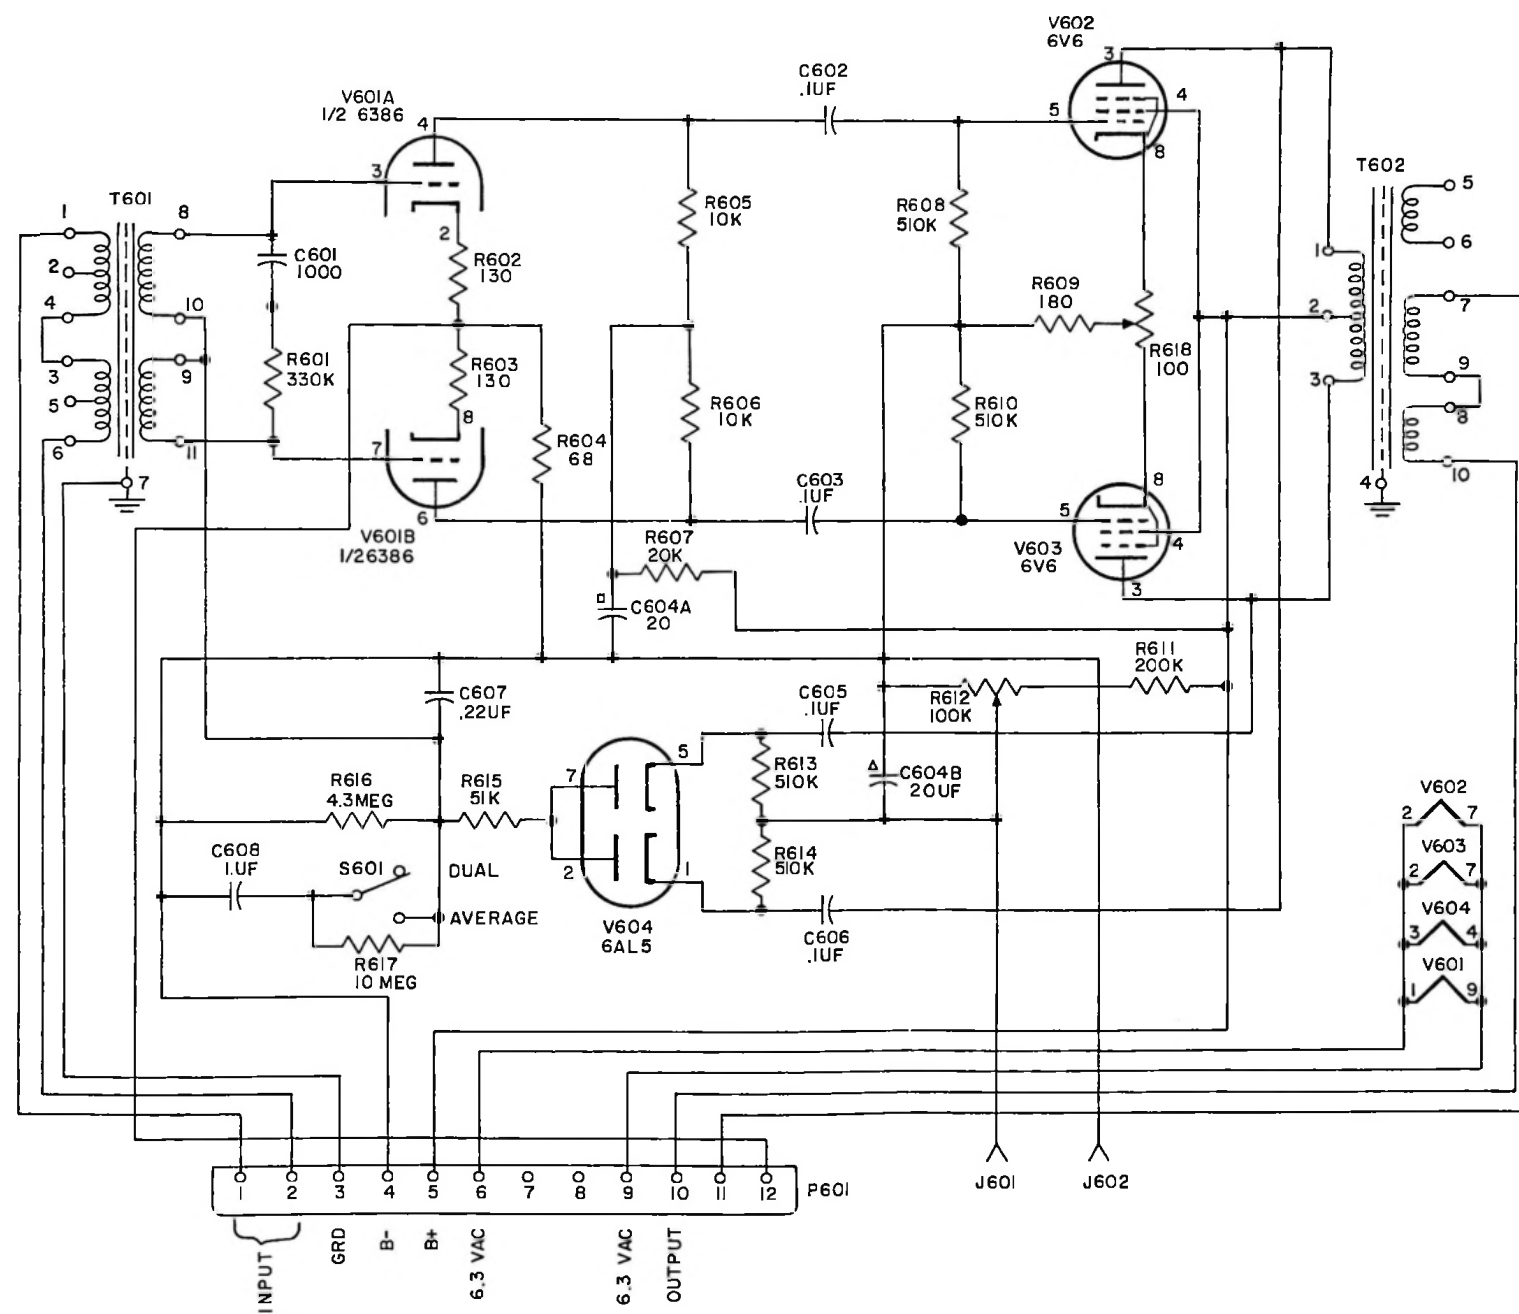 V602
6V6
3
4
5
8
C602
.1UF
V601A
1/2 6386
4
3
2
T601
1
8
2
4
10
3
9
5
6
11
7
C601
1000
R601
330K
R602
130
R603
130
8
7
6
V601B
1/26386
R604
68
R605
10K
R606
10K
R608
510K
R609
180
R618
100
R610
510K
C603
.1UF
R607
20K
C604A
20
5
8
4
3
V603
6V6
T602
5
6
1
7
2
9
3
8
4
10
R611
200K
R612
100K
C605
.1UF
C607
.22UF
R616
4.3MEG
R615
51K
7
5
2
1
R613
510K
C604B
20UF
R614
510K
C608
1.UF
S601
DUAL
AVERAGE
R617
10 MEG
V604
6AL5
C606
.1UF
V602
2
7
V603
2
7
V604
3
4
V601
1
9
J601
J602
1
2
3
4
5
6
7
8
9
10
11
12
P601
INPUT
GRD
B-
B+
6.3 VAC
6.3 VAC
OUTPUT